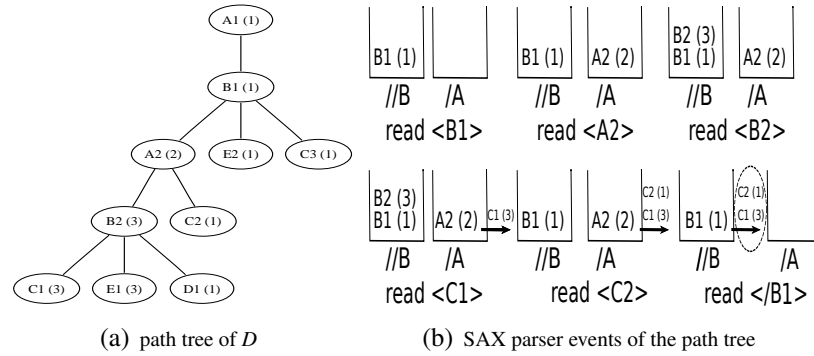 A1 (1)
B1 (1)
A2 (2)
E2 (1)
C3 (1)
B2 (3)
C2 (1)
C1 (3)
E1 (3)
D1 (1)
(a) path tree of D
B1 (1)
//B
/A
read <B1>
B1 (1)
A2 (2)
//B
/A
read <A2>
B2 (3)
B1 (1)
A2 (2)
//B
/A
read <B2>
B2 (3)
B1 (1)
A2 (2)
C1 (3)
//B
/A
read <C1>
B1 (1)
A2 (2)
C2 (1)
C1 (3)
//B
/A
read <C2>
B1 (1)
C2 (1)
C1 (3)
//B
/A
read </B1>
(b) SAX parser events of the path tree